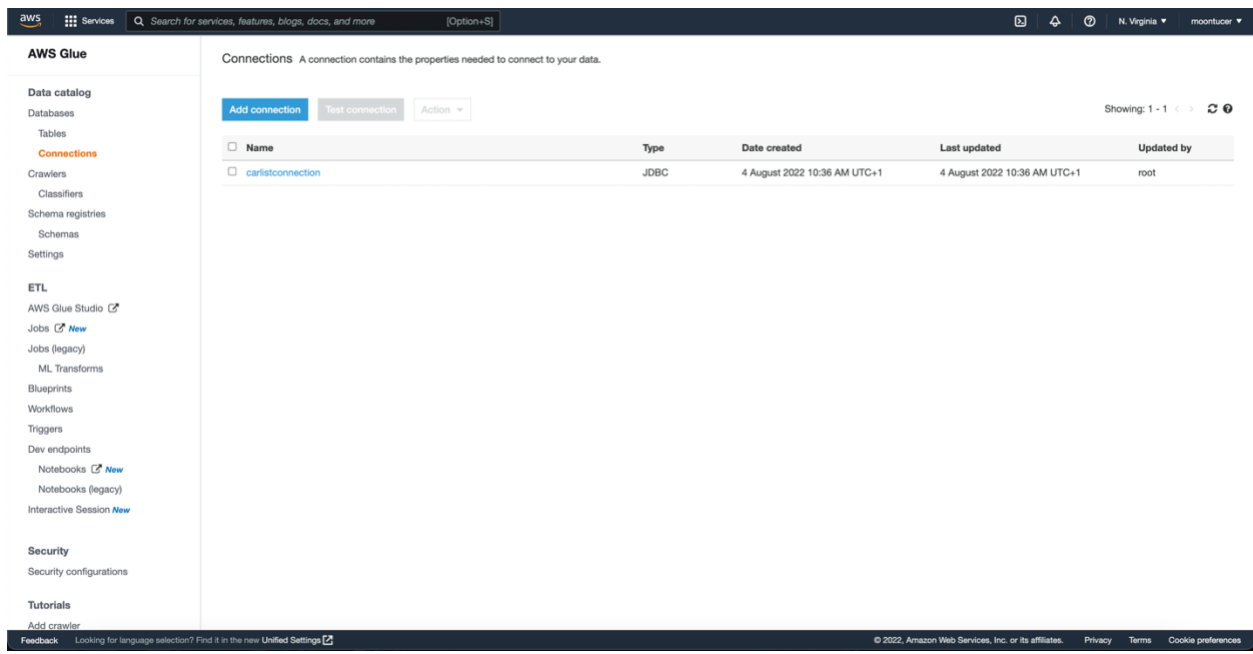 aws Services Search for services, features, blogs, docs, and more [Option+S] N. Virginia ▼ moontucer ▼
AWS Glue
Data catalog
Databases
Tables
Connections
Crawlers
Classifiers
Schema registries
Schemas
Settings
ETL
AWS Glue Studio
Jobs New
Jobs (legacy)
ML Transforms
Blueprints
Workflows
Triggers
Dev endpoints
Notebooks New
Notebooks (legacy)
Interactive Session New
Security
Security configurations
Tutorials
Add crawler
Connections A connection contains the properties needed to connect to your data.
Add connection Test connection Action Showing: 1 - 1 < >
Name Type Date created Last updated Updated by
carlistconnection JDBC 4 August 2022 10:36 AM UTC+1 4 August 2022 10:36 AM UTC+1 root
Feedback Looking for language selection? Find it in the new Unified Settings © 2022, Amazon Web Services, Inc. or its affiliates. Privacy Terms Cookie preferences